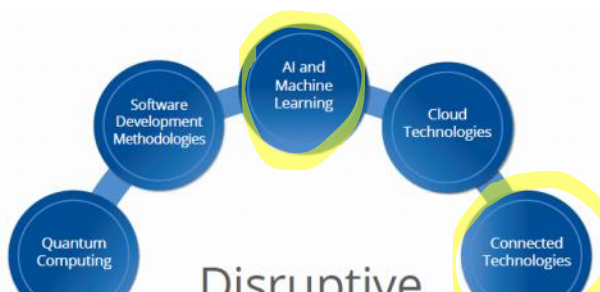 AI and
Machine
Learning
Software
Development
Methodologies
Cloud
Technologies
Quantum
Computing
Connected
Technologies
Disruptive